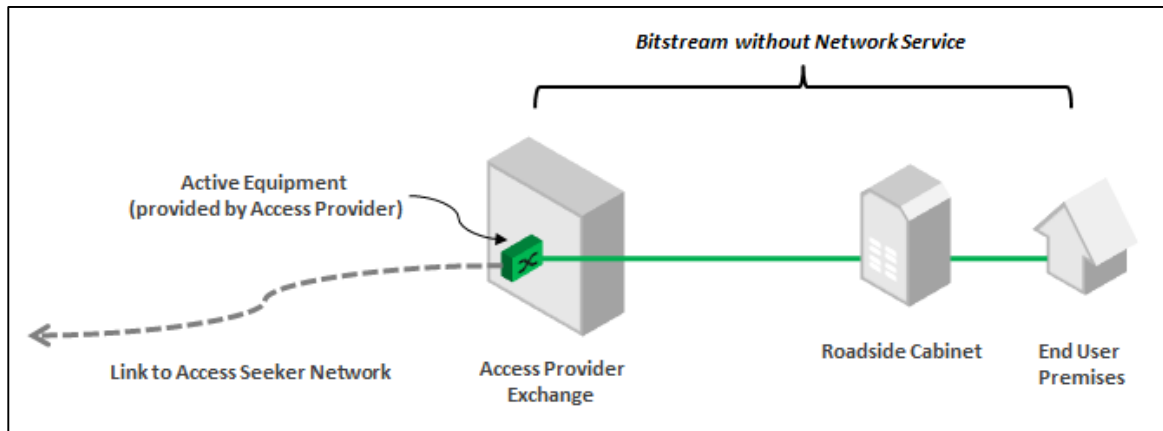 Bitstream without Network Service
Active Equipment
(provided by Access Provider)
Link to Access Seeker Network
Access Provider
Exchange
Roadside Cabinet
End User
Premises